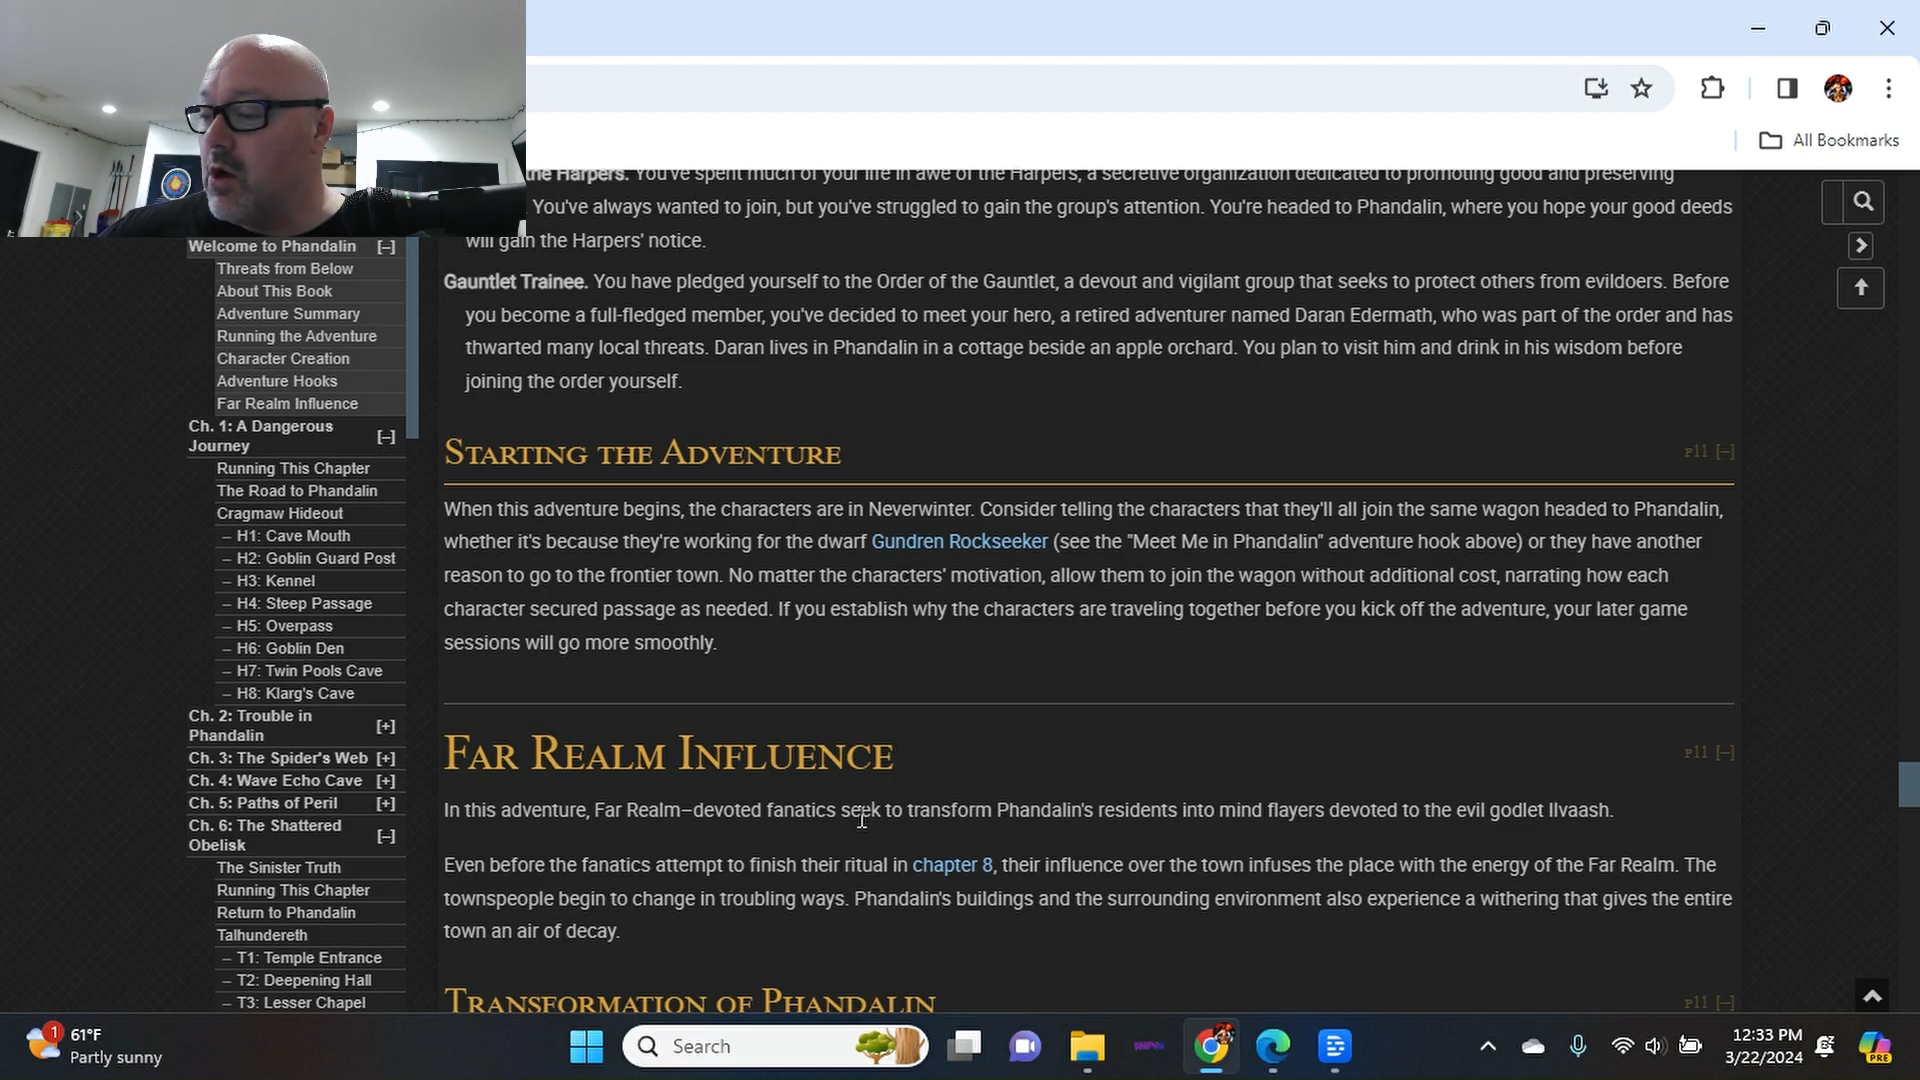 All Bookmarks
the Harpers. You've spent much of your life in awe of the Harpers, a secretive organization dedicated to promoting good and preserving
You've always wanted to join, but you've struggled to gain the group's attention. You're headed to Phandalin, where you hope your good deeds
will gain the Harpers' notice.
Gauntlet Trainee. You have pledged yourself to the Order of the Gauntlet, a devout and vigilant group that seeks to protect others from evildoers. Before
you become a full-fledged member, you've decided to meet your hero, a retired adventurer named Daran Edermath, who was part of the order and has
thwarted many local threats. Daran lives in Phandalin in a cottage beside an apple orchard. You plan to visit him and drink in his wisdom before
joining the order yourself.
Starting the Adventure
P11 [–]
When this adventure begins, the characters are in Neverwinter. Consider telling the characters that they'll all join the same wagon headed to Phandalin,
whether it's because they're working for the dwarf Gundren Rockseeker (see the "Meet Me in Phandalin" adventure hook above) or they have another
reason to go to the frontier town. No matter the characters' motivation, allow them to join the wagon without additional cost, narrating how each
character secured passage as needed. If you establish why the characters are traveling together before you kick off the adventure, your later game
sessions will go more smoothly.
Far Realm Influence
P11 [–]
In this adventure, Far Realm–devoted fanatics seek to transform Phandalin's residents into mind flayers devoted to the evil godlet Ilvaash.
Even before the fanatics attempt to finish their ritual in chapter 8, their influence over the town infuses the place with the energy of the Far Realm. The
townspeople begin to change in troubling ways. Phandalin's buildings and the surrounding environment also experience a withering that gives the entire
town an air of decay.
Transformation of Phandalin
P11 [–]
Welcome to Phandalin [–]
Threats from Below
About This Book
Adventure Summary
Running the Adventure
Character Creation
Adventure Hooks
Far Realm Influence
Ch. 1: A Dangerous
Journey [–]
Running This Chapter
The Road to Phandalin
Cragmaw Hideout
– H1: Cave Mouth
– H2: Goblin Guard Post
– H3: Kennel
– H4: Steep Passage
– H5: Overpass
– H6: Goblin Den
– H7: Twin Pools Cave
– H8: Klarg's Cave
Ch. 2: Trouble in
Phandalin [+]
Ch. 3: The Spider's Web [+]
Ch. 4: Wave Echo Cave [+]
Ch. 5: Paths of Peril [+]
Ch. 6: The Shattered
Obelisk [–]
The Sinister Truth
Running This Chapter
Return to Phandalin
Talhundereth
– T1: Temple Entrance
– T2: Deepening Hall
– T3: Lesser Chapel
1
61°F
Partly sunny
Search
12:33 PM
3/22/2024
PRE